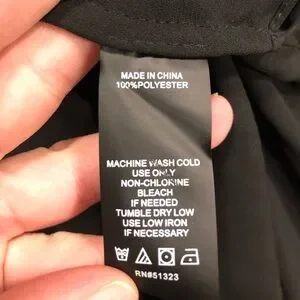 MADE IN CHINA
100%POLYESTER
MACHINE WASH COLD
USE ONLY
NON-CHLORINE
BLEACH
IF NEEDED
TUMBLE DRY LOW
USE LOW IRON
IF NECESSARY
RN#51323